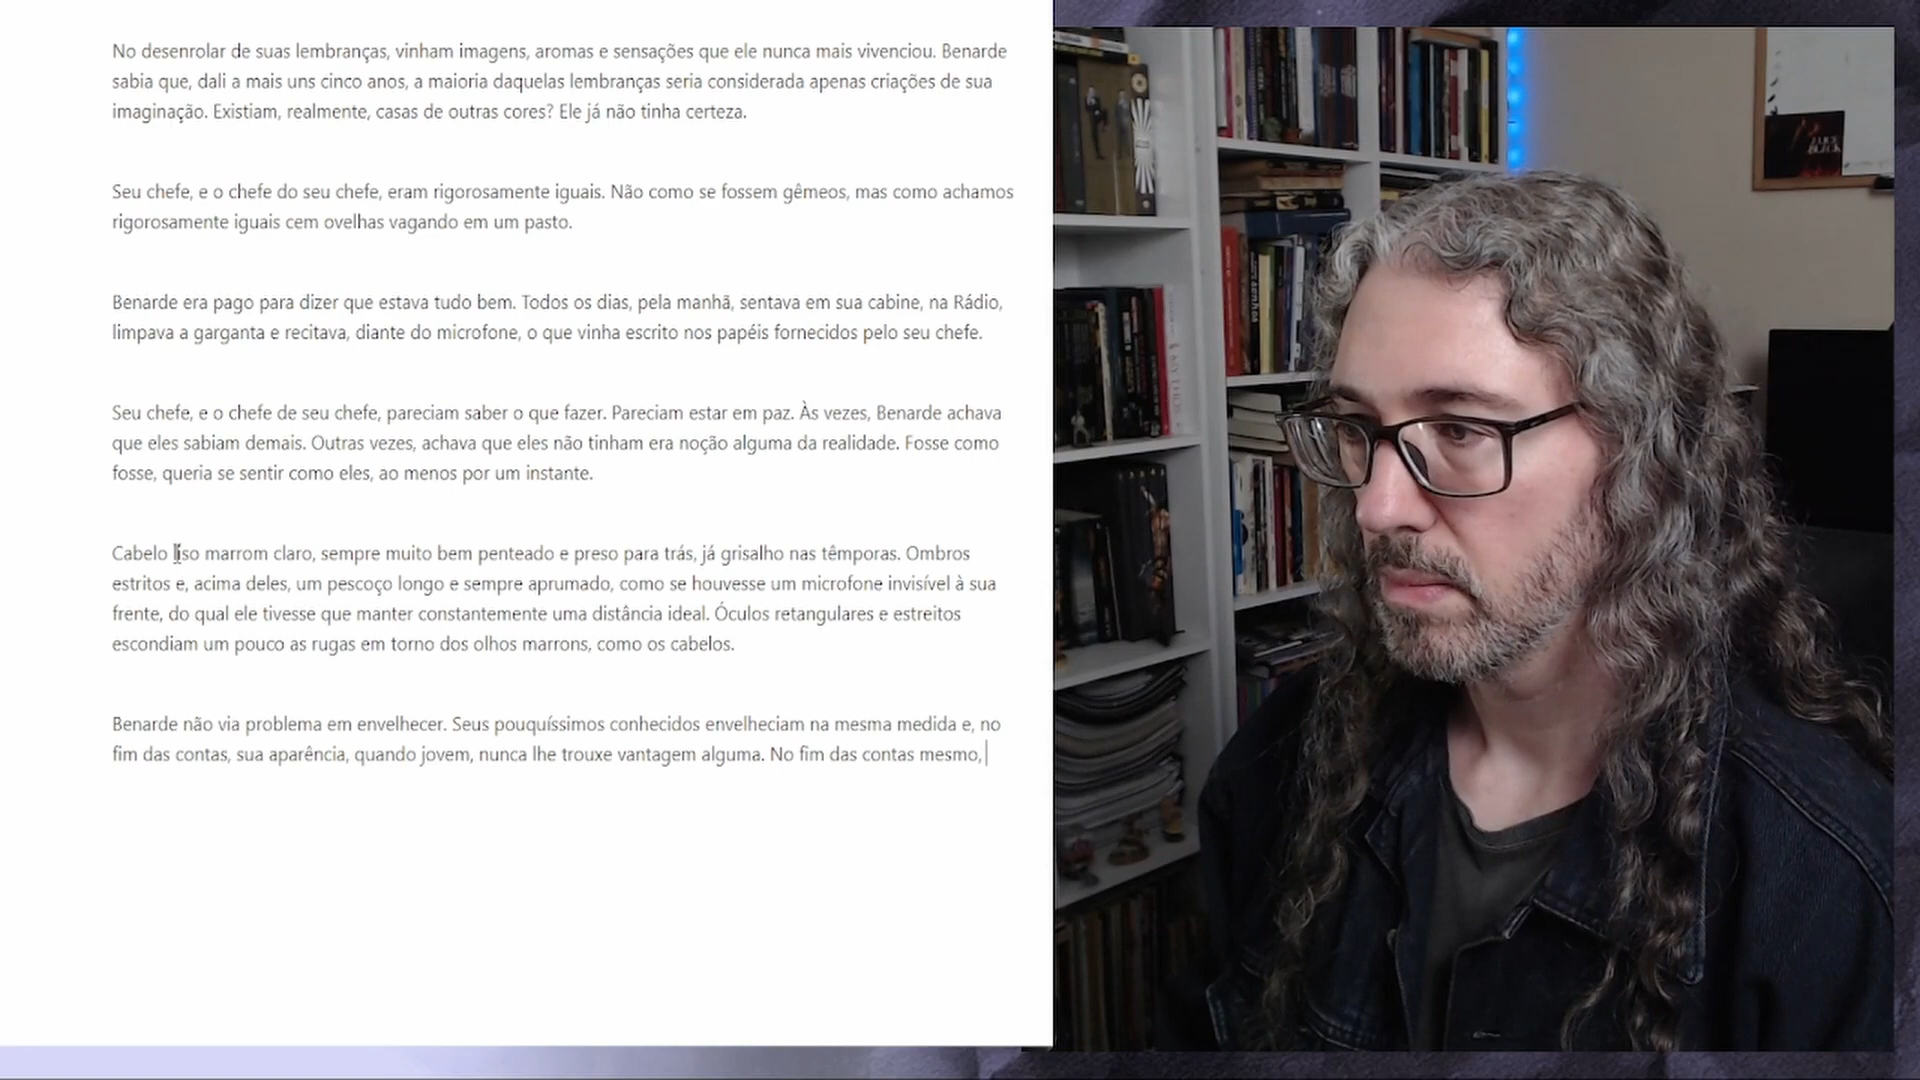 No desenrolar de suas lembranças, vinham imagens, aromas e sensações que ele nunca mais vivenciou. Benarde
sabia que, dali a mais uns cinco anos, a maioria daquelas lembranças seria considerada apenas criações de sua
imaginação. Existiam, realmente, casas de outras cores? Ele já não tinha certeza.
Seu chefe, e o chefe do seu chefe, eram rigorosamente iguais. Não como se fossem gêmeos, mas como achamos
rigorosamente iguais cem ovelhas vagando em um pasto.
Benarde era pago para dizer que estava tudo bem. Todos os dias, pela manhã, sentava em sua cabine, na Rádio,
limpava a garganta e recitava, diante do microfone, o que vinha escrito nos papéis fornecidos pelo seu chefe.
Seu chefe, e o chefe de seu chefe, pareciam saber o que fazer. Pareciam estar em paz. Às vezes, Benarde achava
que eles sabiam demais. Outras vezes, achava que eles não tinham era noção alguma da realidade. Fosse como
fosse, queria se sentir como eles, ao menos por um instante.
Cabelo liso marrom claro, sempre muito bem penteado e preso para trás, já grisalho nas têmporas. Ombros
estritos e, acima deles, um pescoço longo e sempre aprumado, como se houvesse um microfone invisível à sua
frente, do qual ele tivesse que manter constantemente uma distância ideal. Óculos retangulares e estreitos
escondiam um pouco as rugas em torno dos olhos marrons, como os cabelos.
Benarde não via problema em envelhecer. Seus pouquíssimos conhecidos envelheciam na mesma medida e, no
fim das contas, sua aparência, quando jovem, nunca lhe trouxe vantagem alguma. No fim das contas mesmo,